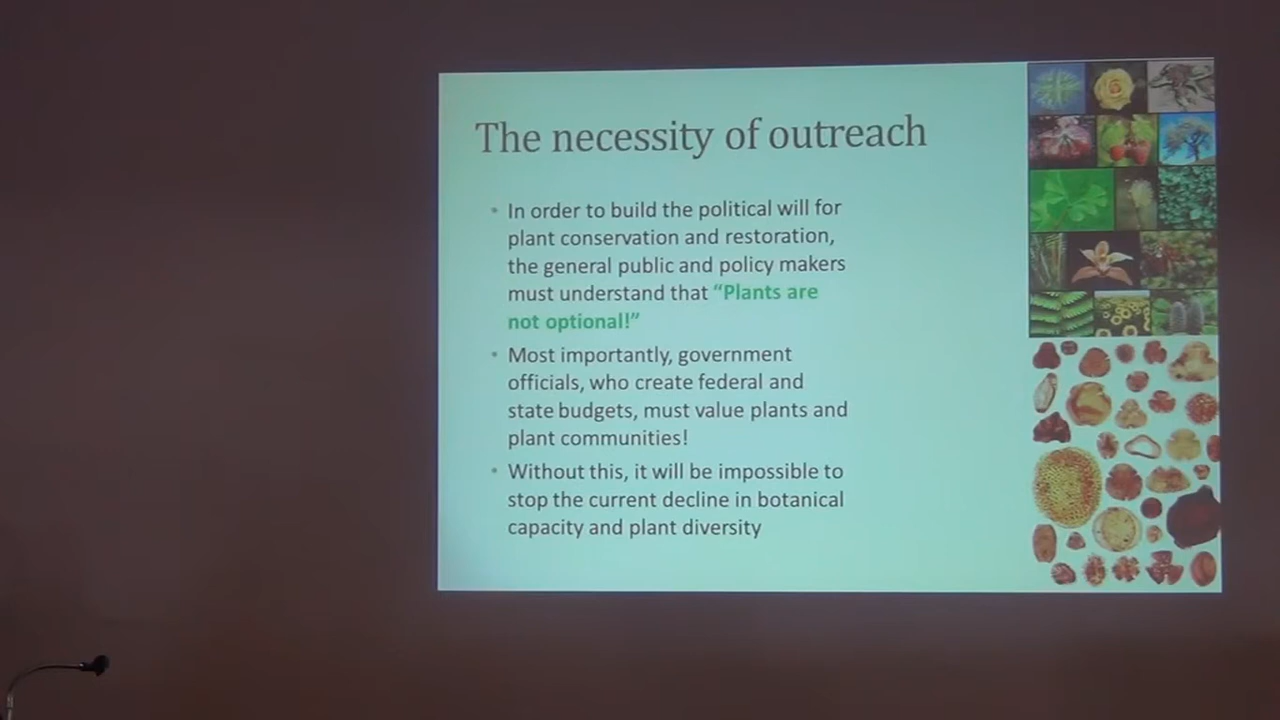 The necessity of outreach
• In order to build the political will for
plant conservation and restoration,
the general public and policy makers
must understand that “Plants are
not optional!”
• Most importantly, government
officials, who create federal and
state budgets, must value plants and
plant communities!
• Without this, it will be impossible to
stop the current decline in botanical
capacity and plant diversity